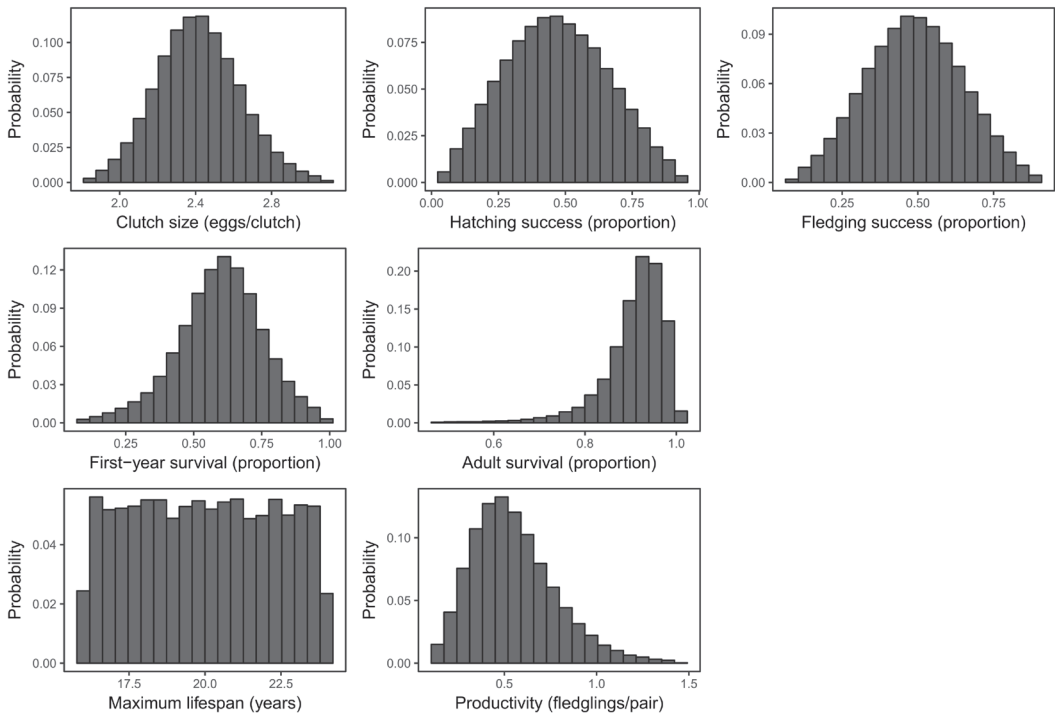 Probability
0.100
0.075
0.050
0.025
0.000
2.0 2.4 2.8
Clutch size (eggs/clutch)
Probability
0.075
0.050
0.025
0.000
0.00 0.25 0.50 0.75 1.00
Hatching success (proportion)
Probability
0.09
0.06
0.03
0.00
0.25 0.50 0.75
Fledging success (proportion)
Probability
0.12
0.09
0.06
0.03
0.00
0.25 0.50 0.75 1.00
First−year survival (proportion)
Probability
0.20
0.15
0.10
0.05
0.00
0.6 0.8 1.0
Adult survival (proportion)
Probability
0.04
0.02
0.00
17.5 20.0 22.5
Maximum lifespan (years)
Probability
0.10
0.05
0.00
0.5 1.0 1.5
Productivity (fledglings/pair)